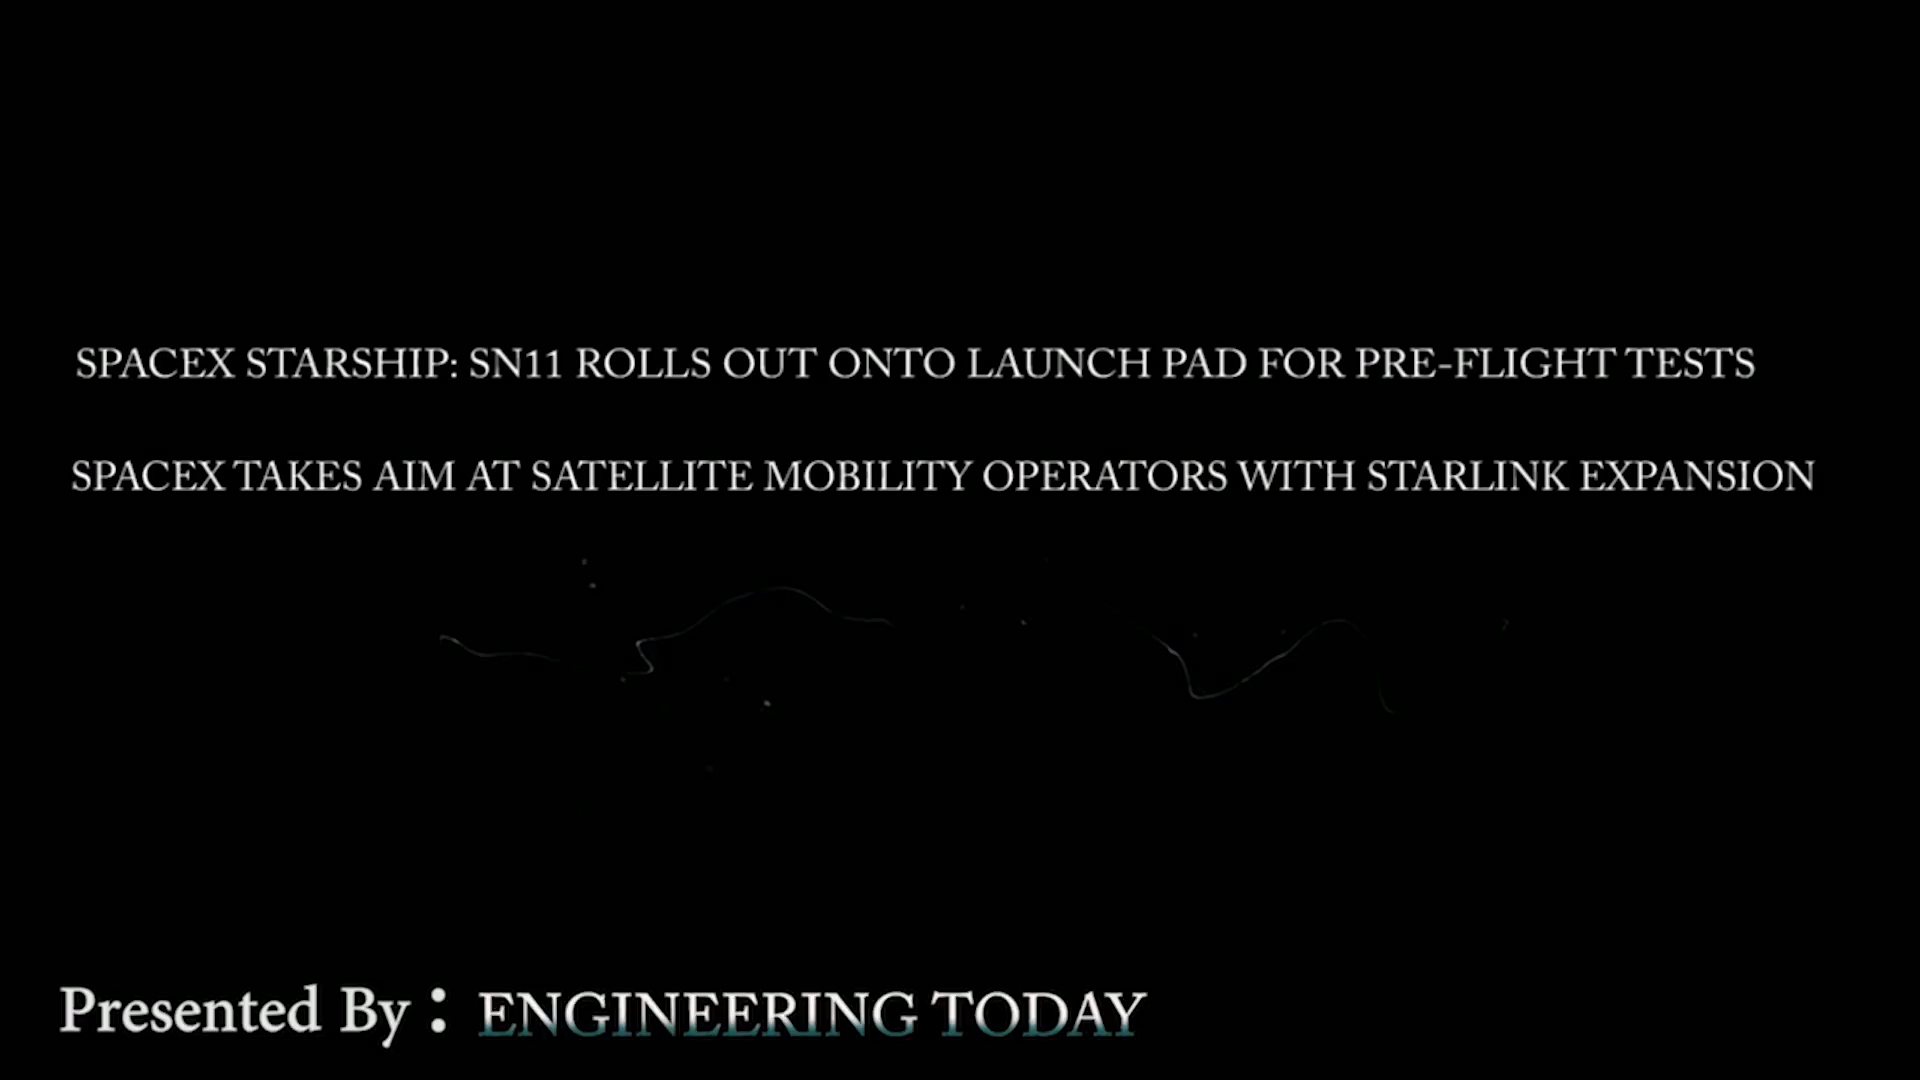 SPACEX STARSHIP: SN11 ROLLS OUT ONTO LAUNCH PAD FOR PRE-FLIGHT TESTS
SPACEX TAKES AIM AT SATELLITE MOBILITY OPERATORS WITH STARLINK EXPANSION
Presented By : ENGINEERING TODAY